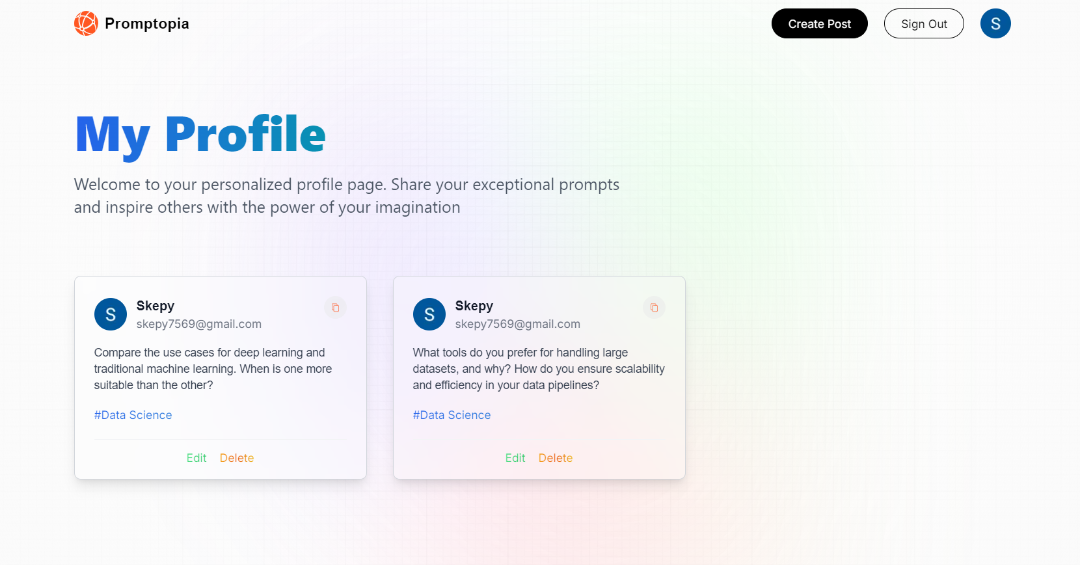 Promptopia
Create Post
Sign Out
S
My Profile
Welcome to your personalized profile page. Share your exceptional prompts
and inspire others with the power of your imagination
S
Skepy
skepy7569@gmail.com
Compare the use cases for deep learning and
traditional machine learning. When is one more
suitable than the other?
#Data Science
Edit
Delete
S
Skepy
skepy7569@gmail.com
What tools do you prefer for handling large
datasets, and why? How do you ensure scalability
and efficiency in your data pipelines?
#Data Science
Edit
Delete